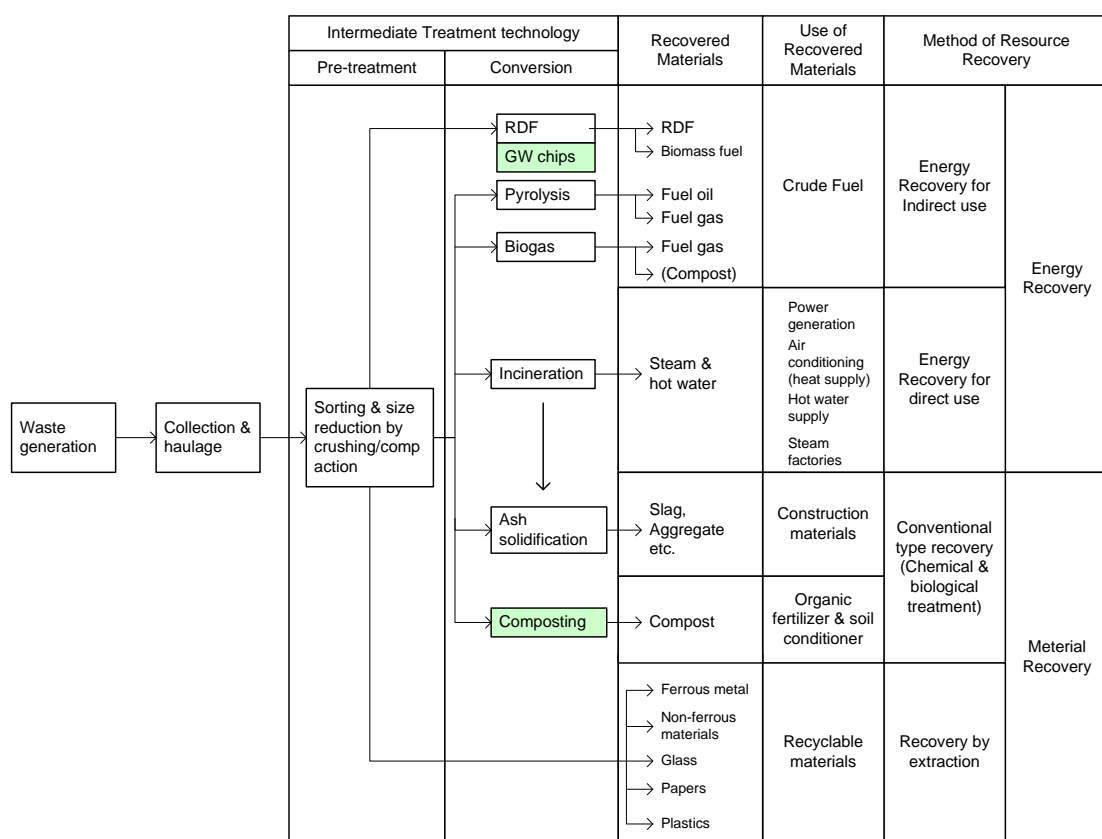 Intermediate Treatment technology
Pre-treatment
Conversion
Recovered
Materials
Use of
Recovered
Materials
Method of Resource
Recovery
RDF
GW chips
RDF
Biomass fuel
Pyrolysis
Fuel oil
Fuel gas
Biogas
Fuel gas
(Compost)
Crude Fuel
Energy
Recovery for
Indirect use
Energy
Recovery
Waste
generation
Collection &
haulage
Sorting & size
reduction by
crushing/comp
action
Incineration
Steam &
hot water
Power
generation
Air
conditioning
(heat supply)
Hot water
supply
Steam
factories
Energy
Recovery for
direct use
Ash
solidification
Slag,
Aggregate
etc.
Construction
materials
Conventional
type recovery
(Chemical &
biological
treatment)
Composting
Compost
Organic
fertilizer & soil
conditioner
Meterial
Recovery
Ferrous metal
Non-ferrous
materials
Glass
Papers
Plastics
Recyclable
materials
Recovery by
extraction